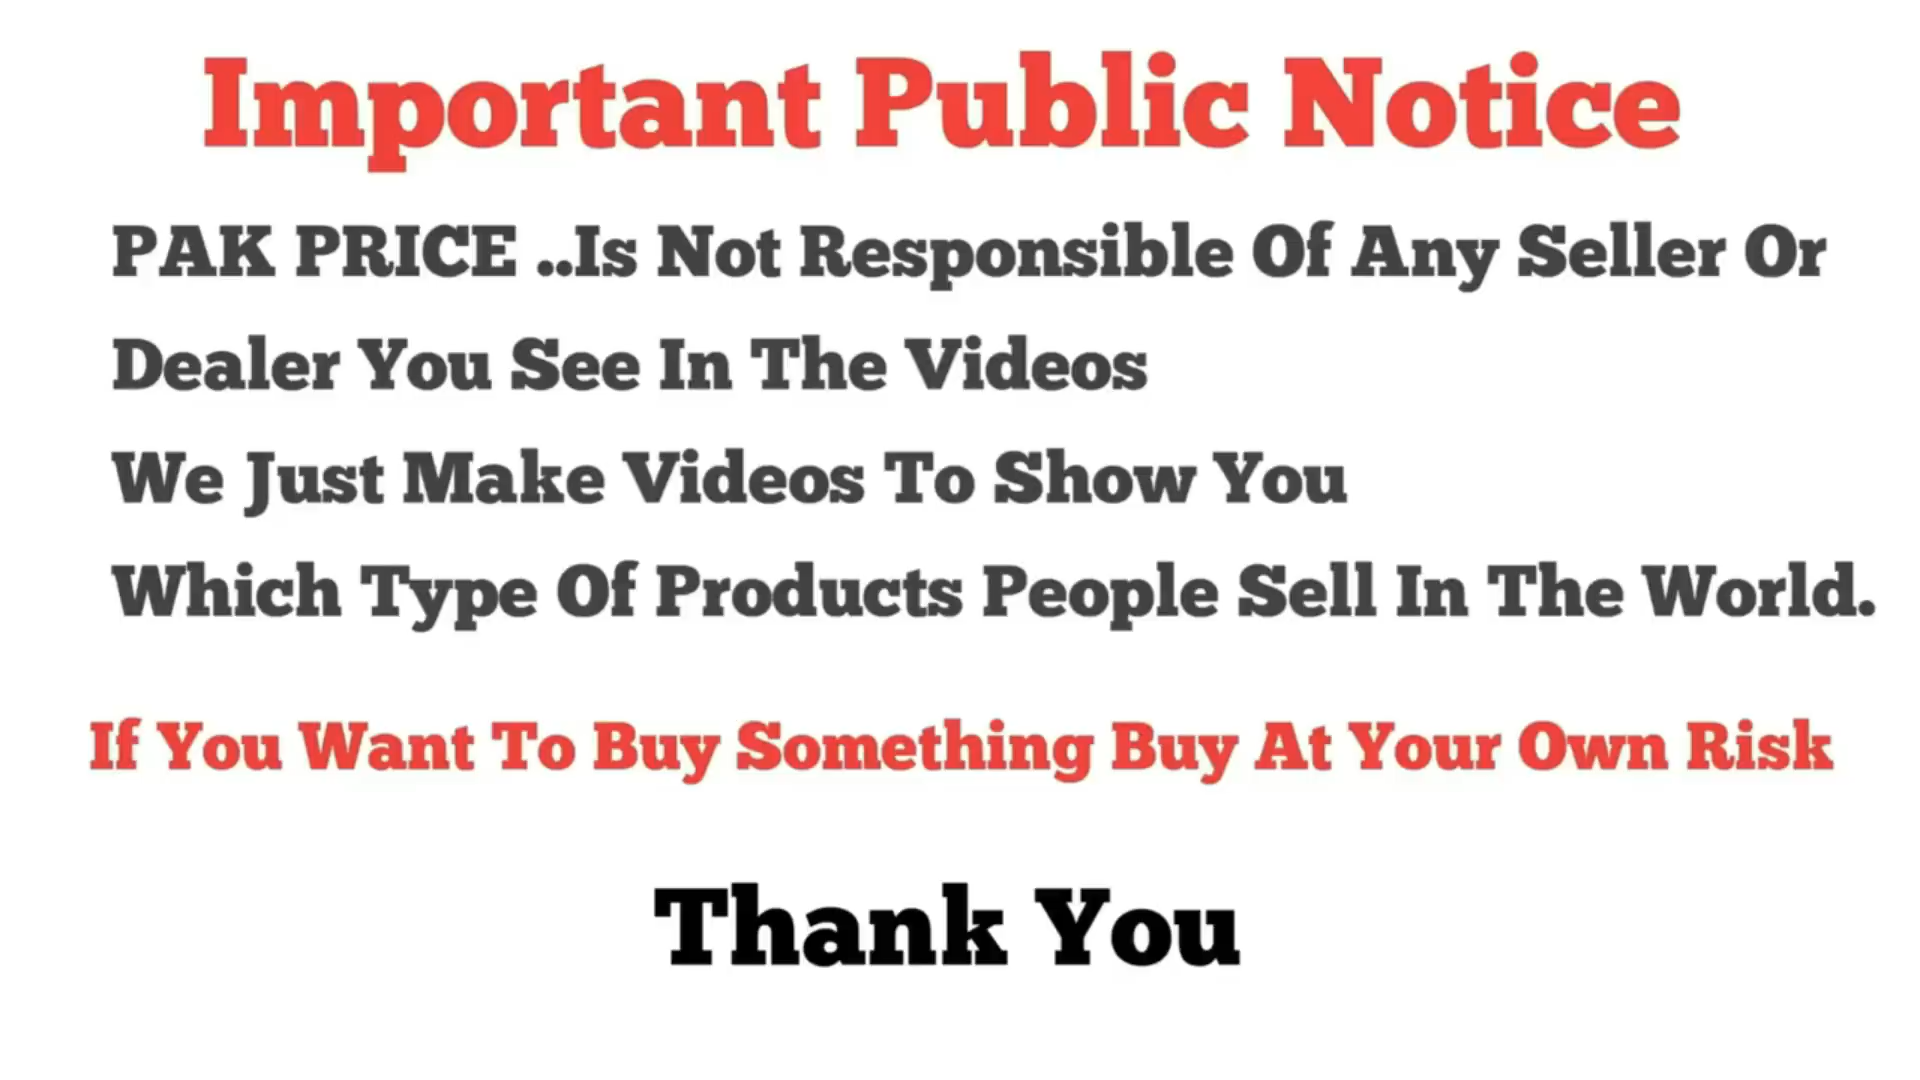 Important Public Notice
PAK PRICE ..Is Not Responsible Of Any Seller Or
Dealer You See In The Videos
We Just Make Videos To Show You
Which Type Of Products People Sell In The World.
If You Want To Buy Something Buy At Your Own Risk
Thank You